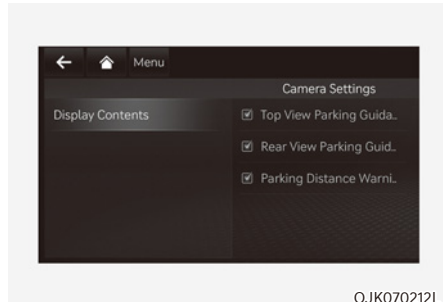 Menu
Camera Settings
Display Contents
Top View Parking Guida..
Rear View Parking Guid..
Parking Distance Warni..
OJK070212L